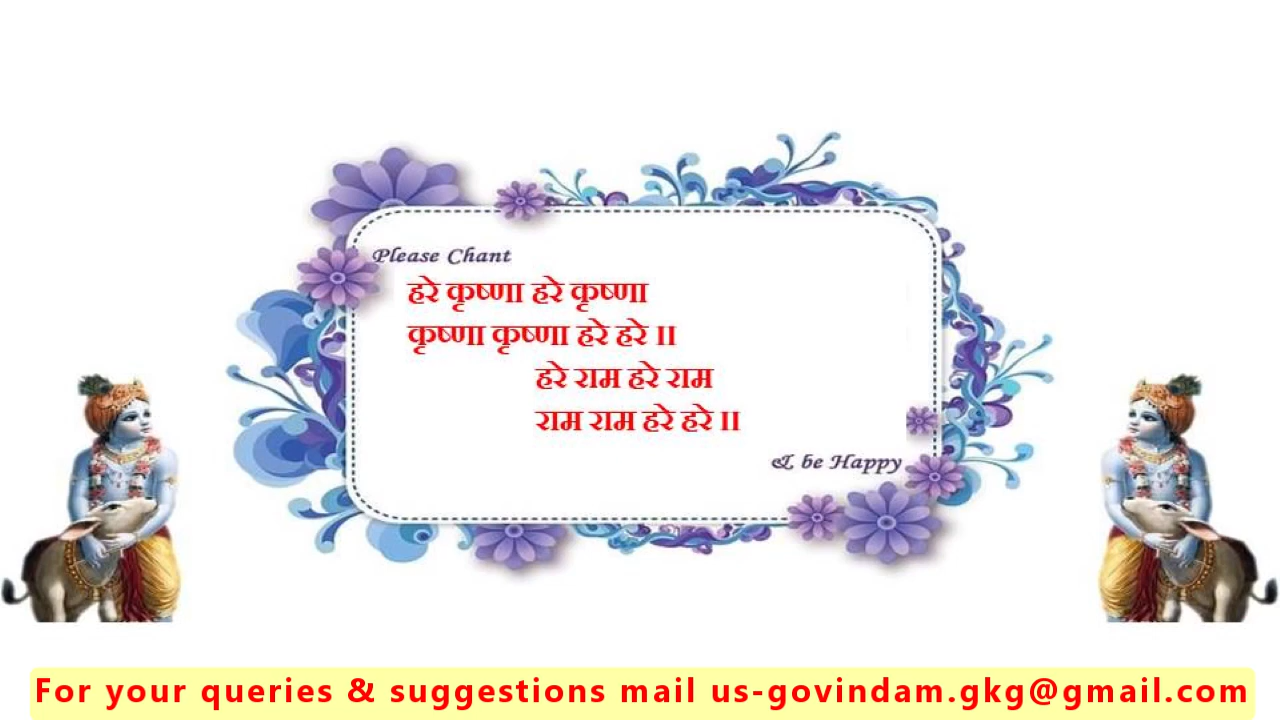 Please Chant
हरे कृष्णा हरे कृष्णा
कृष्णा कृष्णा हरे हरे ।।
हरे राम हरे राम
राम राम हरे हरे ।।
& be Happy
For your queries & suggestions mail us-govindam.gkg@gmail.com